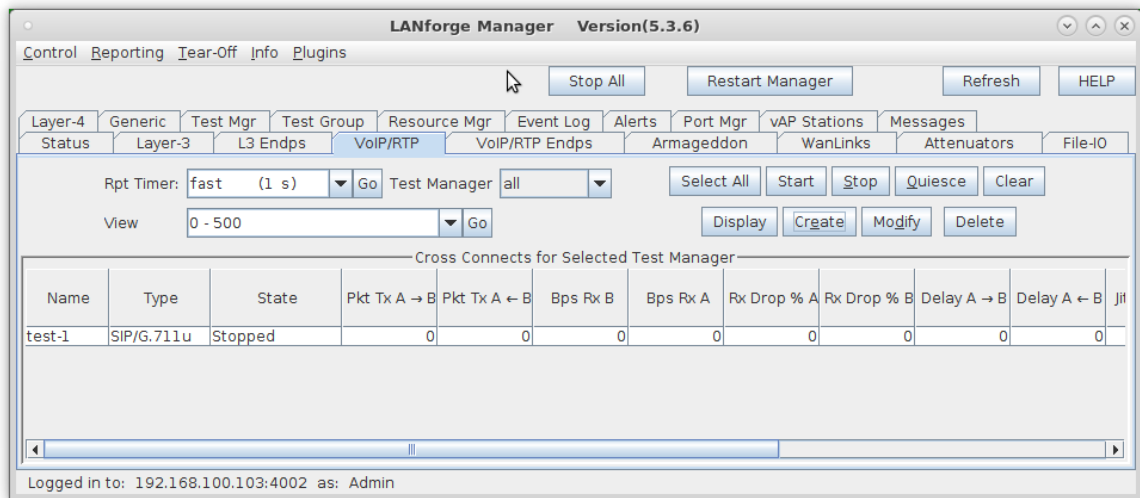 LANforge Manager Version(5.3.6)
Control Reporting Tear-Off Info Plugins
Stop All Restart Manager Refresh HELP
Layer-4 Generic Test Mgr Test Group Resource Mgr Event Log Alerts Port Mgr vAP Stations Messages
Status Layer-3 L3 Endps VoIP/RTP VoIP/RTP Endps Armageddon WanLinks Attenuators File-IO
Rpt Timer: fast (1 s) Go Test Manager all Select All Start Stop Quiesce Clear
View 0 - 500 Go Display Create Modify Delete
Cross Connects for Selected Test Manager
Name Type State Pkt Tx A → B Pkt Tx A ← B Bps Rx B Bps Rx A Rx Drop % A Rx Drop % B Delay A → B Delay A ← B Jit
test-1 SIP/G.711u Stopped 0 0 0 0 0 0 0 0
Logged in to: 192.168.100.103:4002 as: Admin